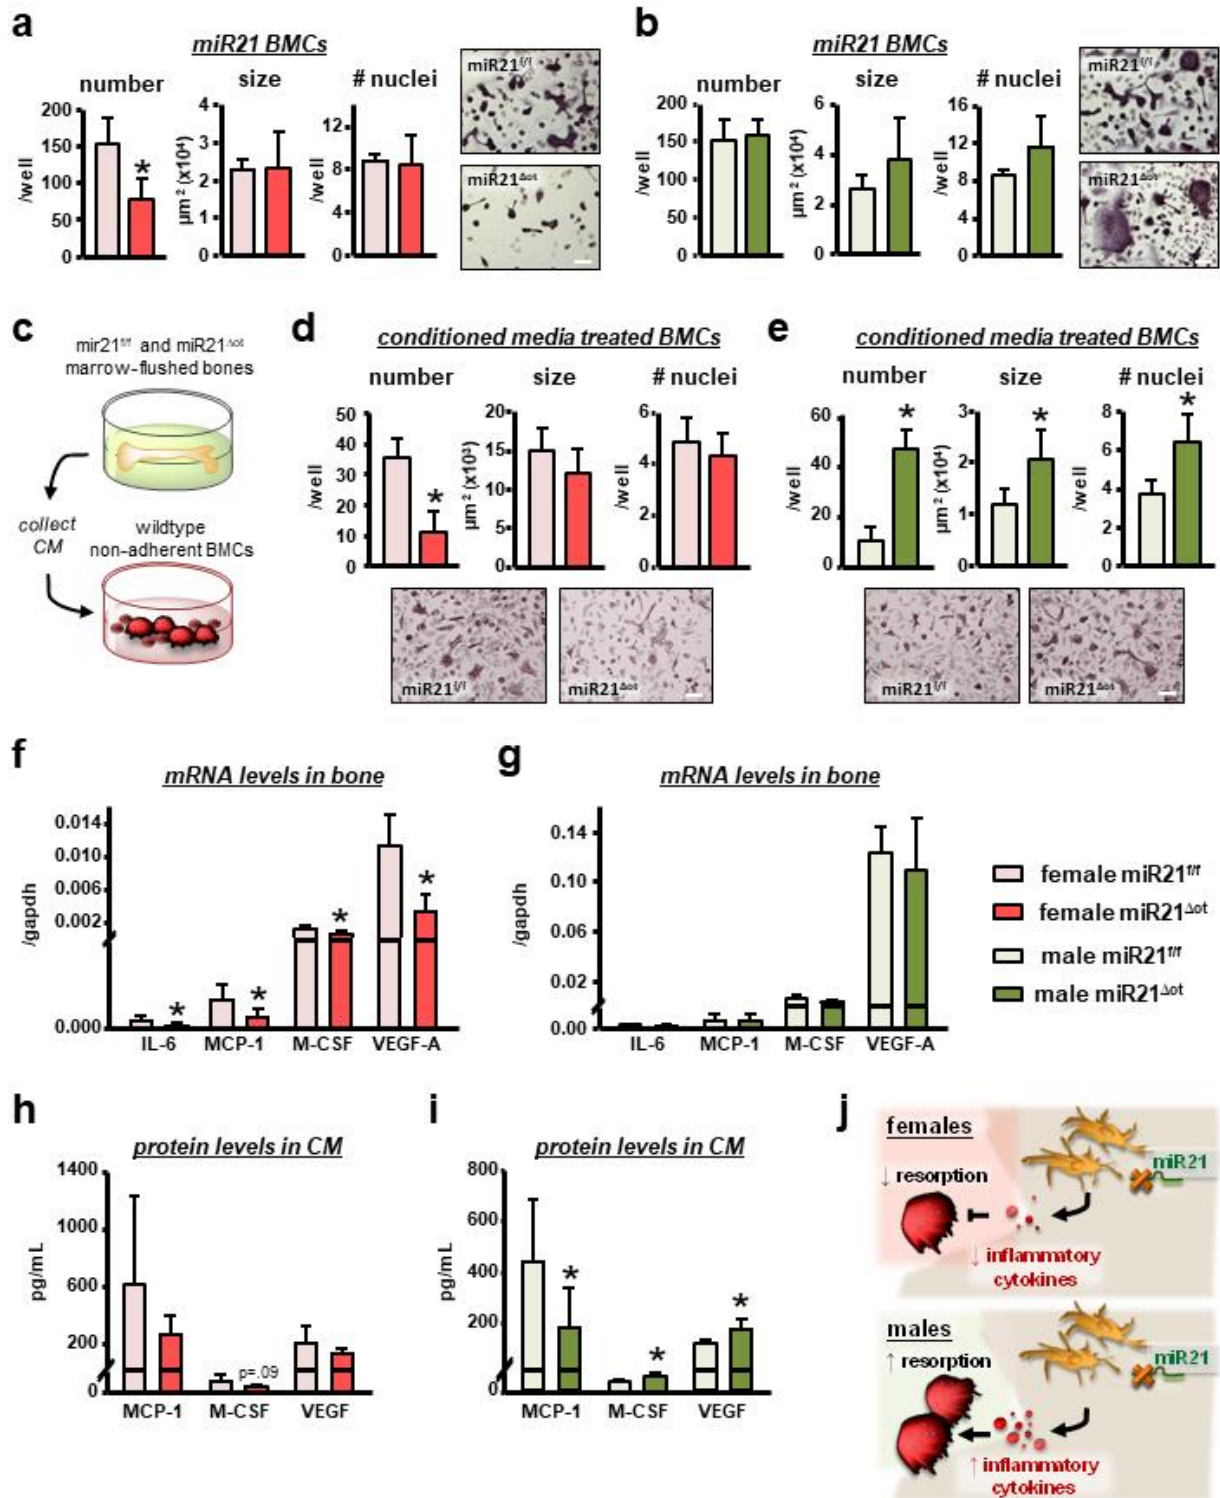 a
miR21 BMCs
number
size
# nuclei
/well
200
150
100
50
0
*
µm² (x10⁴)
4
3
2
1
0
/well
12
8
4
0
miR21f/f
miR21Δot
b
miR21 BMCs
number
size
# nuclei
/well
200
150
100
50
0
µm² (x10⁴)
6
4
2
0
16
12
8
4
0
miR21f/f
miR21Δot
c
mir21f/f and miR21Δot
marrow-flushed bones
collect
CM
wildtype
non-adherent BMCs
d
conditioned media treated BMCs
number
size
# nuclei
/well
50
40
30
20
10
0
*
µm² (x10³)
20
15
10
5
0
/well
6
4
2
0
miR21f/f
miR21Δot
e
conditioned media treated BMCs
number
size
# nuclei
/well
60
40
20
0
*
µm² (x10⁴)
3
2
1
0
*
/well
8
6
4
2
0
*
miR21f/f
miR21Δot
f
mRNA levels in bone
/gapdh
0.014
0.010
0.006
0.002
0.000
*
*
*
*
IL-6 MCP-1 M-CSF VEGF-A
g
mRNA levels in bone
/gapdh
0.14
0.10
0.06
0.02
0.00
IL-6 MCP-1 M-CSF VEGF-A
female miR21f/f
female miR21Δot
male miR21f/f
male miR21Δot
h
protein levels in CM
pg/mL
1400
1000
600
200
0
p=.09
MCP-1 M-CSF VEGF
i
protein levels in CM
pg/mL
800
600
400
200
0
*
*
*
MCP-1 M-CSF VEGF
j
females
↓ resorption
miR21
↓ inflammatory
cytokines
males
↑ resorption
miR21
↑ inflammatory
cytokines